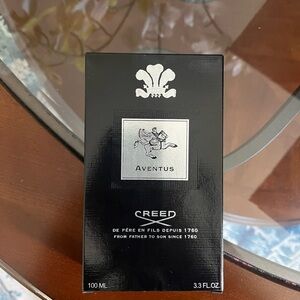 AVENTUS
CREED
DE PÈRE EN FILS DEPUIS 1760
FROM FATHER TO SON SINCE 1760
100 ML 3.3 FL.OZ